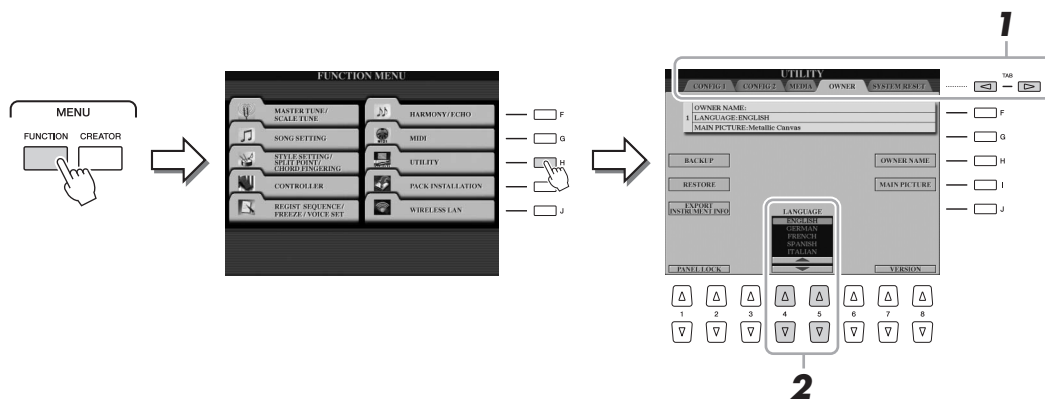 MENU
FUNCTION CREATOR
FUNCTION MENU
MASTER TUNE/
SCALE TUNE
SONG SETTING
STYLE SETTING/
SPLIT POINT/
CHORD FINGERING
CONTROLLER
REGIST SEQUENCE/
FREEZE / VOICE SET
HARMONY/ECHO
MIDI
UTILITY
PACK INSTALLATION
WIRELESS LAN
F
G
H
J
1
UTILITY
CONFIG 1 CONFIG 2 MEDIA OWNER SYSTEM RESET
TAB
OWNER NAME:
1 LANGUAGE:ENGLISH
MAIN PICTURE:Metallic Canvas
BACKUP
RESTORE
EXPORT
INSTRUMENT INFO
PANEL LOCK
LANGUAGE
ENGLISH
GERMAN
FRENCH
SPANISH
ITALIAN
OWNER NAME
MAIN PICTURE
VERSION
F
G
H
I
J
1 2 3 4 5 6 7 8
2